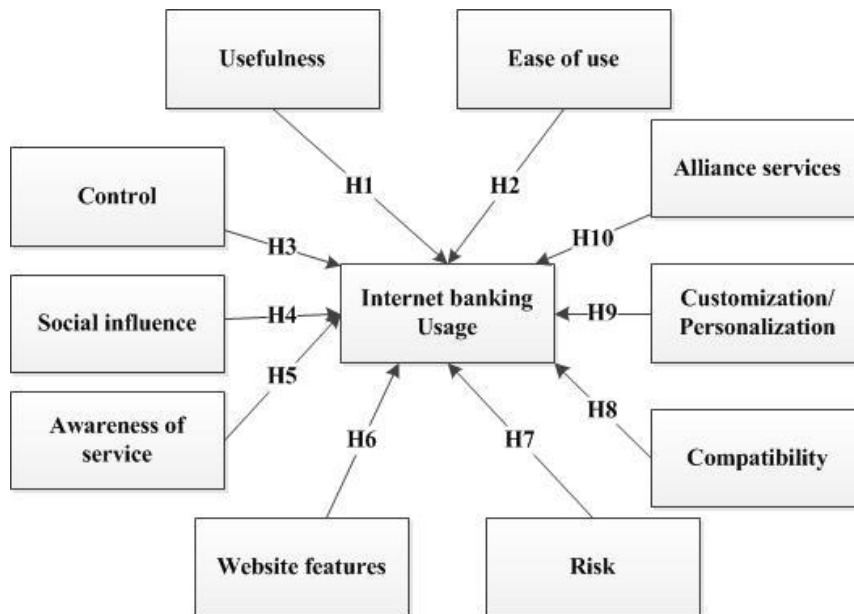 Usefulness
Ease of use
Control
Alliance services
H1
H2
H3
H10
Social influence
H4
Internet banking
Usage
H9
Customization/
Personalization
H5
H8
Awareness of
service
H6
H7
Compatibility
Website features
Risk